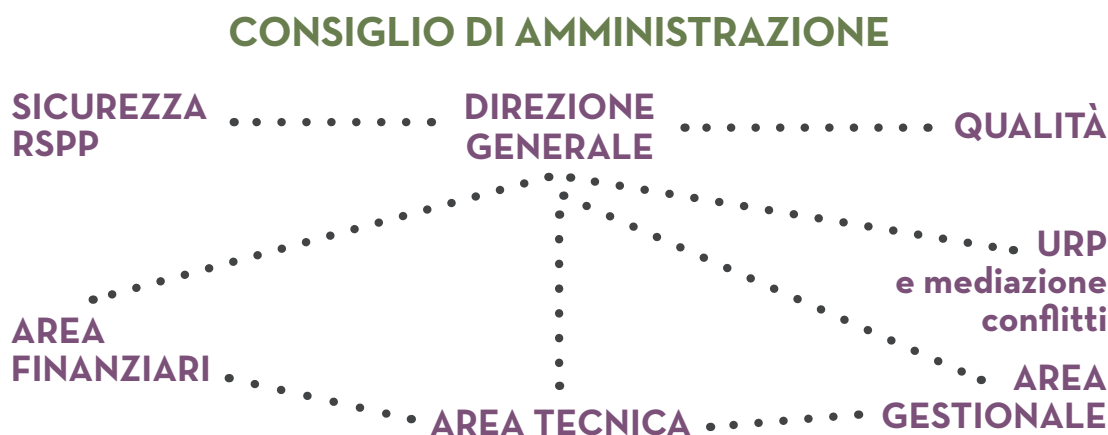 CONSIGLIO DI AMMINISTRAZIONE
SICUREZZA
RSPP
DIREZIONE
GENERALE
QUALITÀ
URP
e mediazione
conflitti
AREA
FINANZIARI
AREA TECNICA
AREA
GESTIONALE